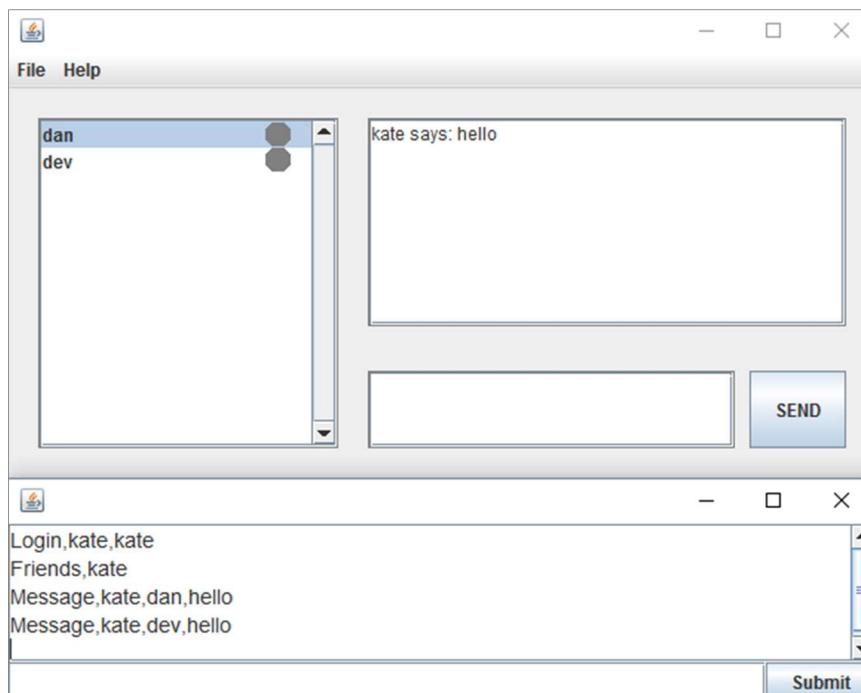 File Help
dan
dev
kate says: hello
SEND
Login,kate,kate
Friends,kate
Message,kate,dan,hello
Message,kate,dev,hello
Submit